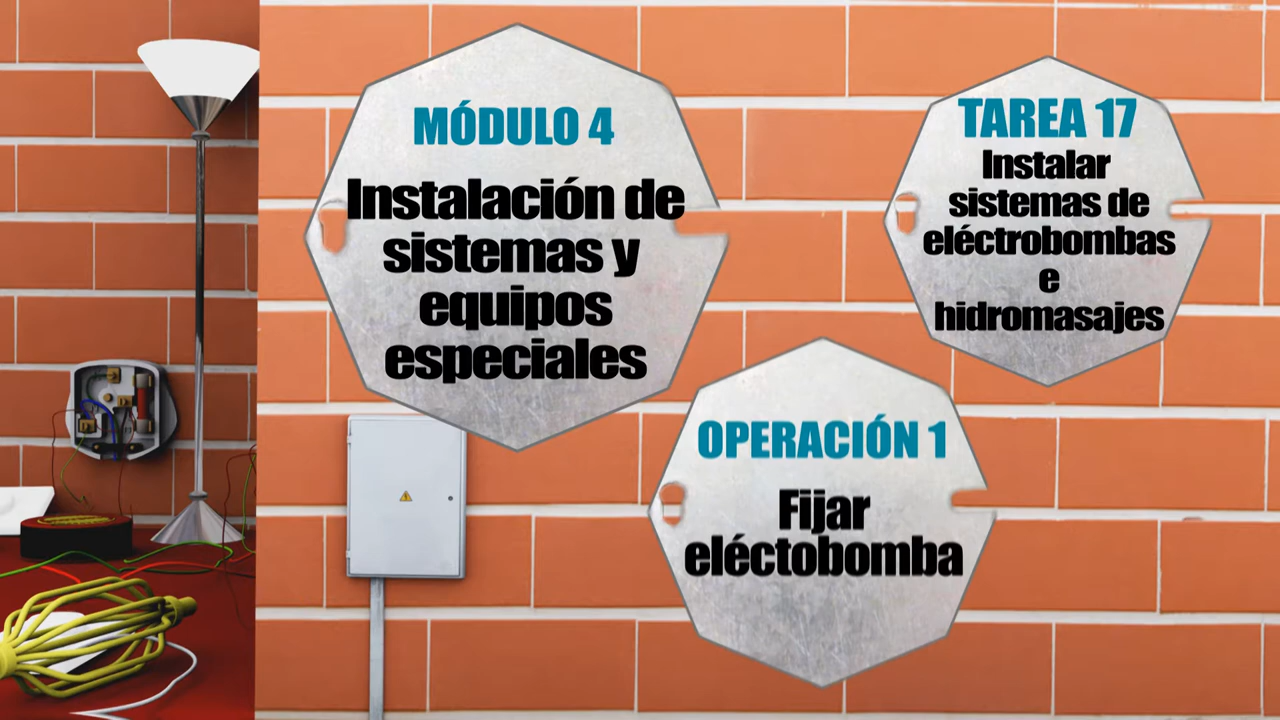 MÓDULO 4
Instalación de
sistemas y
equipos
especiales
TAREA 17
Instalar
sistemas de
eléctrobombas
e
hidromasajes
OPERACIÓN 1
Fijar
eléctobomba